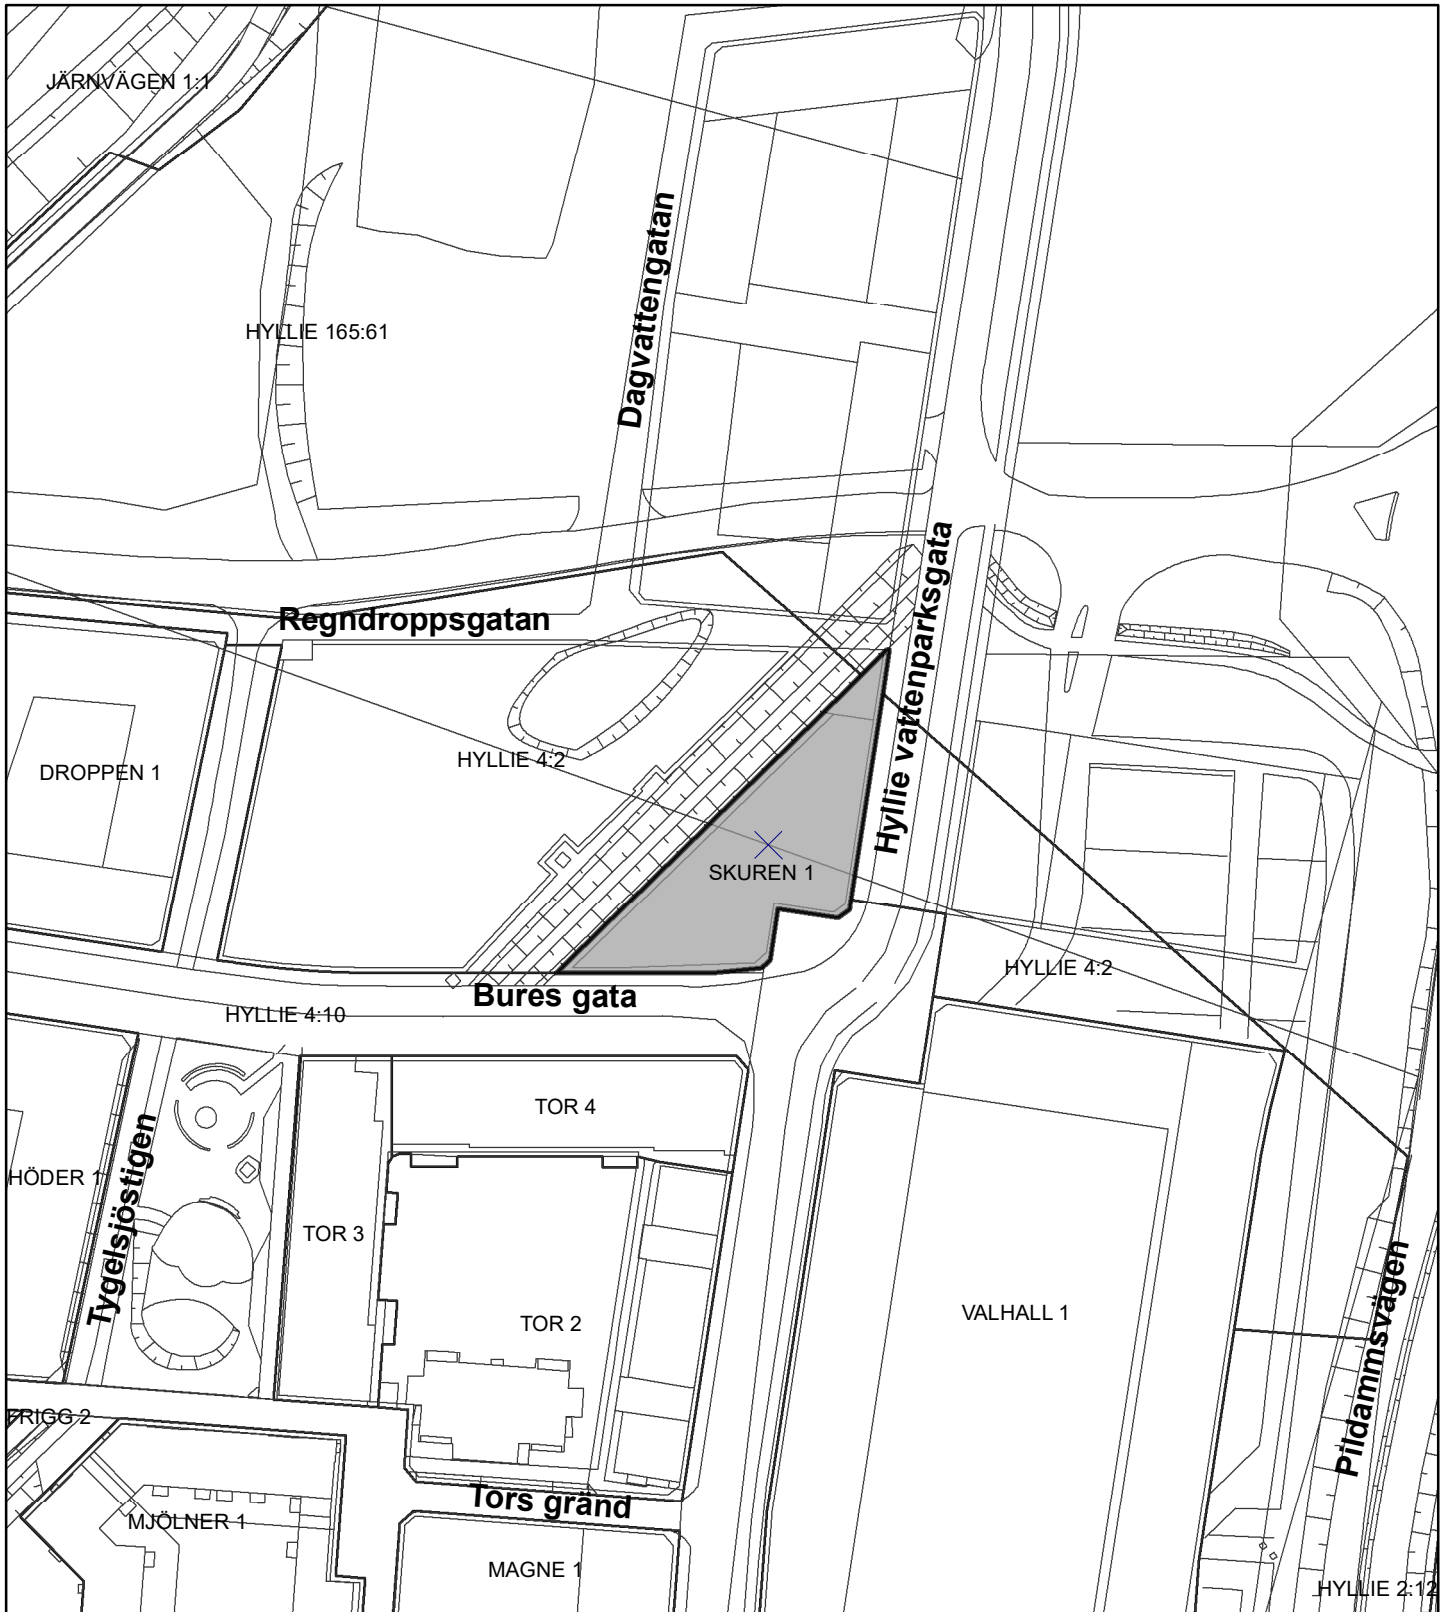 JÄRNVÄGEN 1:1
Dagvattengatan
HYLLIE 165:61
Regndroppsgatan
Hyllie vattenparksgata
HYLLIE 4:2
DROPPEN 1
SKUREN 1
HYLLIE 4:2
Bures gata
HYLLIE 4:10
TOR 4
HÖDER 1
Tygelsjöstigen
TOR 3
TOR 2
VALHALL 1
Pildammsvägen
FRIGG 2
Tors gränd
MJÖLNER 1
MAGNE 1
HYLLIE 2:12